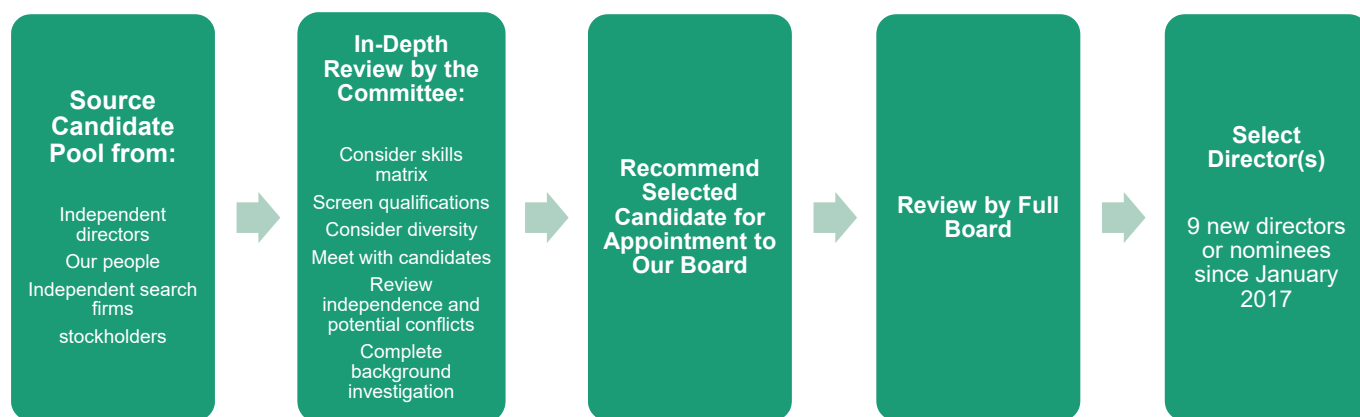 Source
Candidate
Pool from:
Independent
directors
Our people
Independent search
firms
stockholders
In-Depth
Review by the
Committee:
Consider skills
matrix
Screen qualifications
Consider diversity
Meet with candidates
Review
independence and
potential conflicts
Complete
background
investigation
Recommend
Selected
Candidate for
Appointment to
Our Board
Review by Full
Board
Select
Director(s)
9 new directors
or nominees
since January
2017